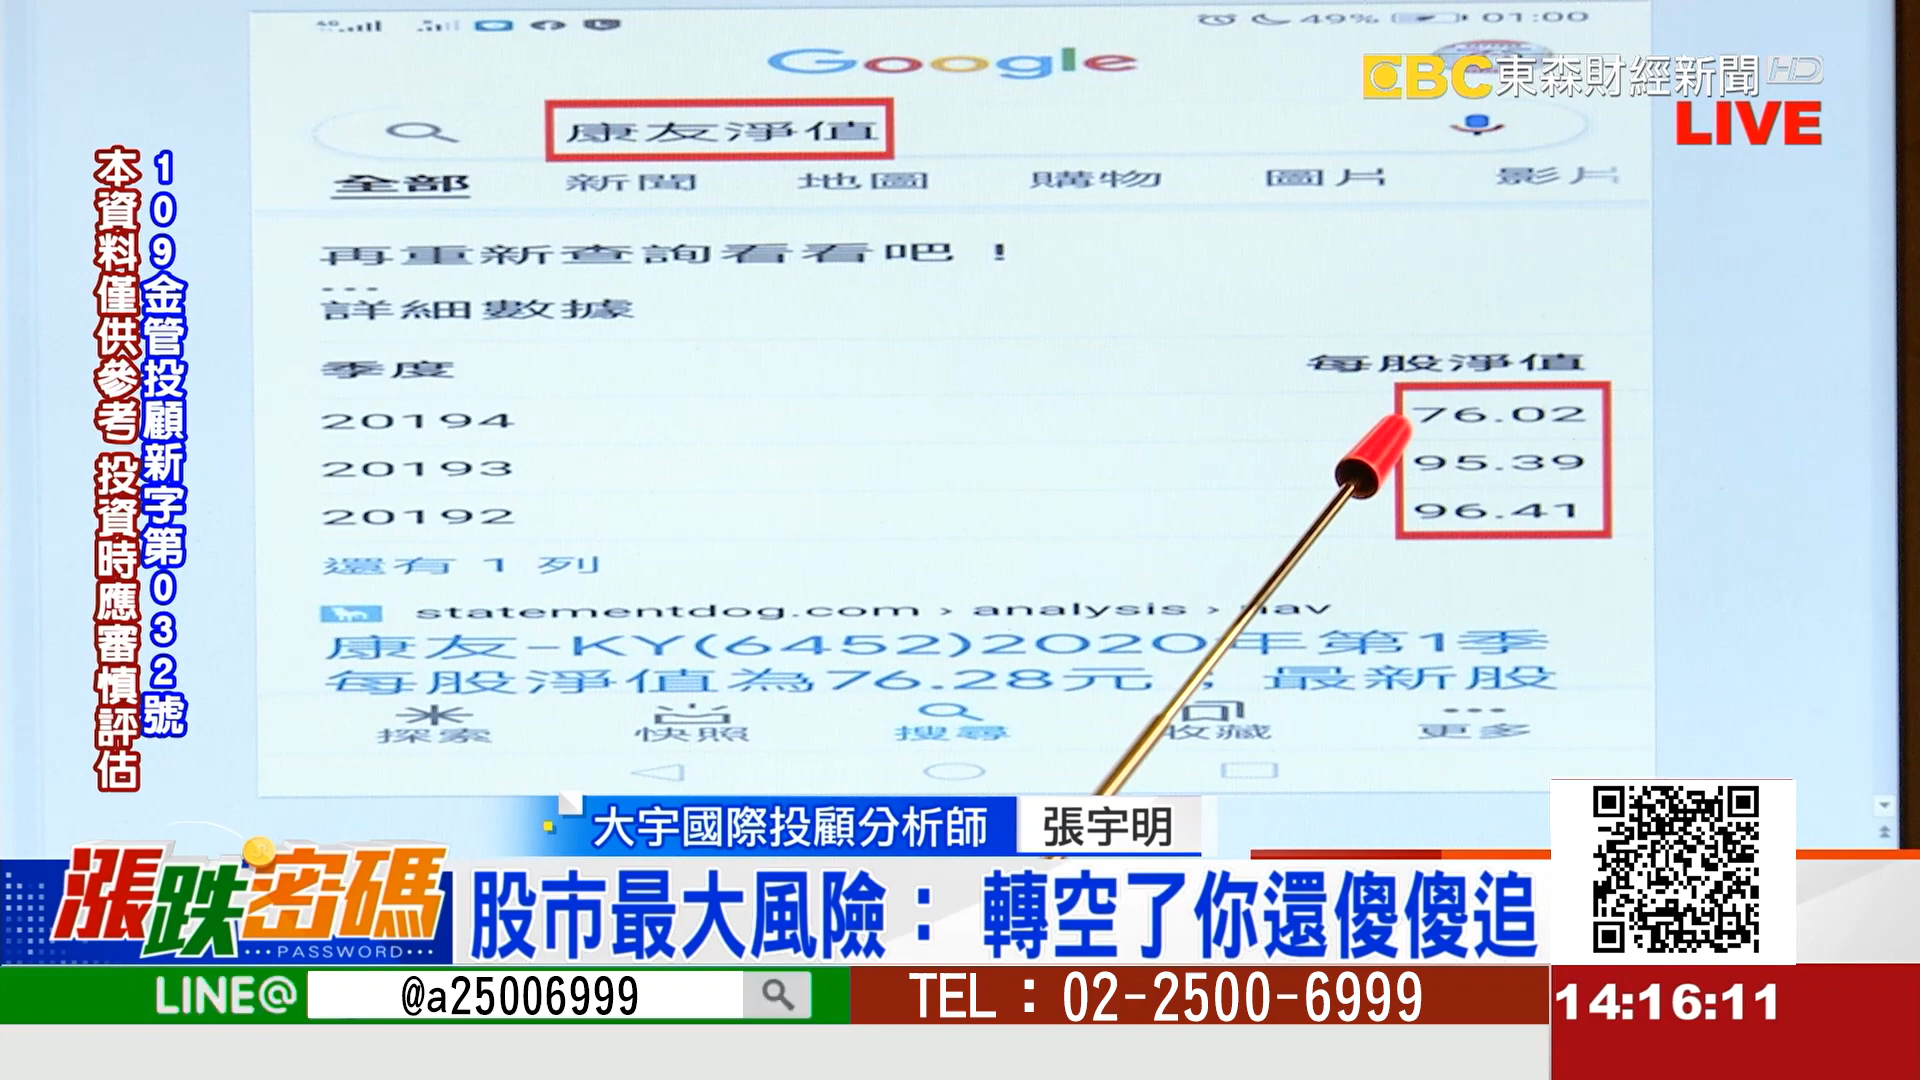 4G
49% 01:00
Google
EBC東森財經新聞HD
LIVE
康友淨值
全部 新聞 地圖 購物 圖片 影片
再重新查詢看看吧 !
...
詳細數據
季度 每股淨值
20194 76.02
20193 95.39
20192 96.41
還有 1 列
statementdog.com › analysis › nav
康友-KY(6452)2020年第1季
每股淨值為76.28元,最新股
探索 快照 搜尋 收藏 更多
109金管投顧新字第032號
本資料僅供參考 投資時應審慎評估
大宇國際投顧分析師 張宇明
漲跌密碼
PASSWORD
股市最大風險：轉空了你還傻傻追
LINE@ @a25006999
TEL：02-2500-6999
14:16:11